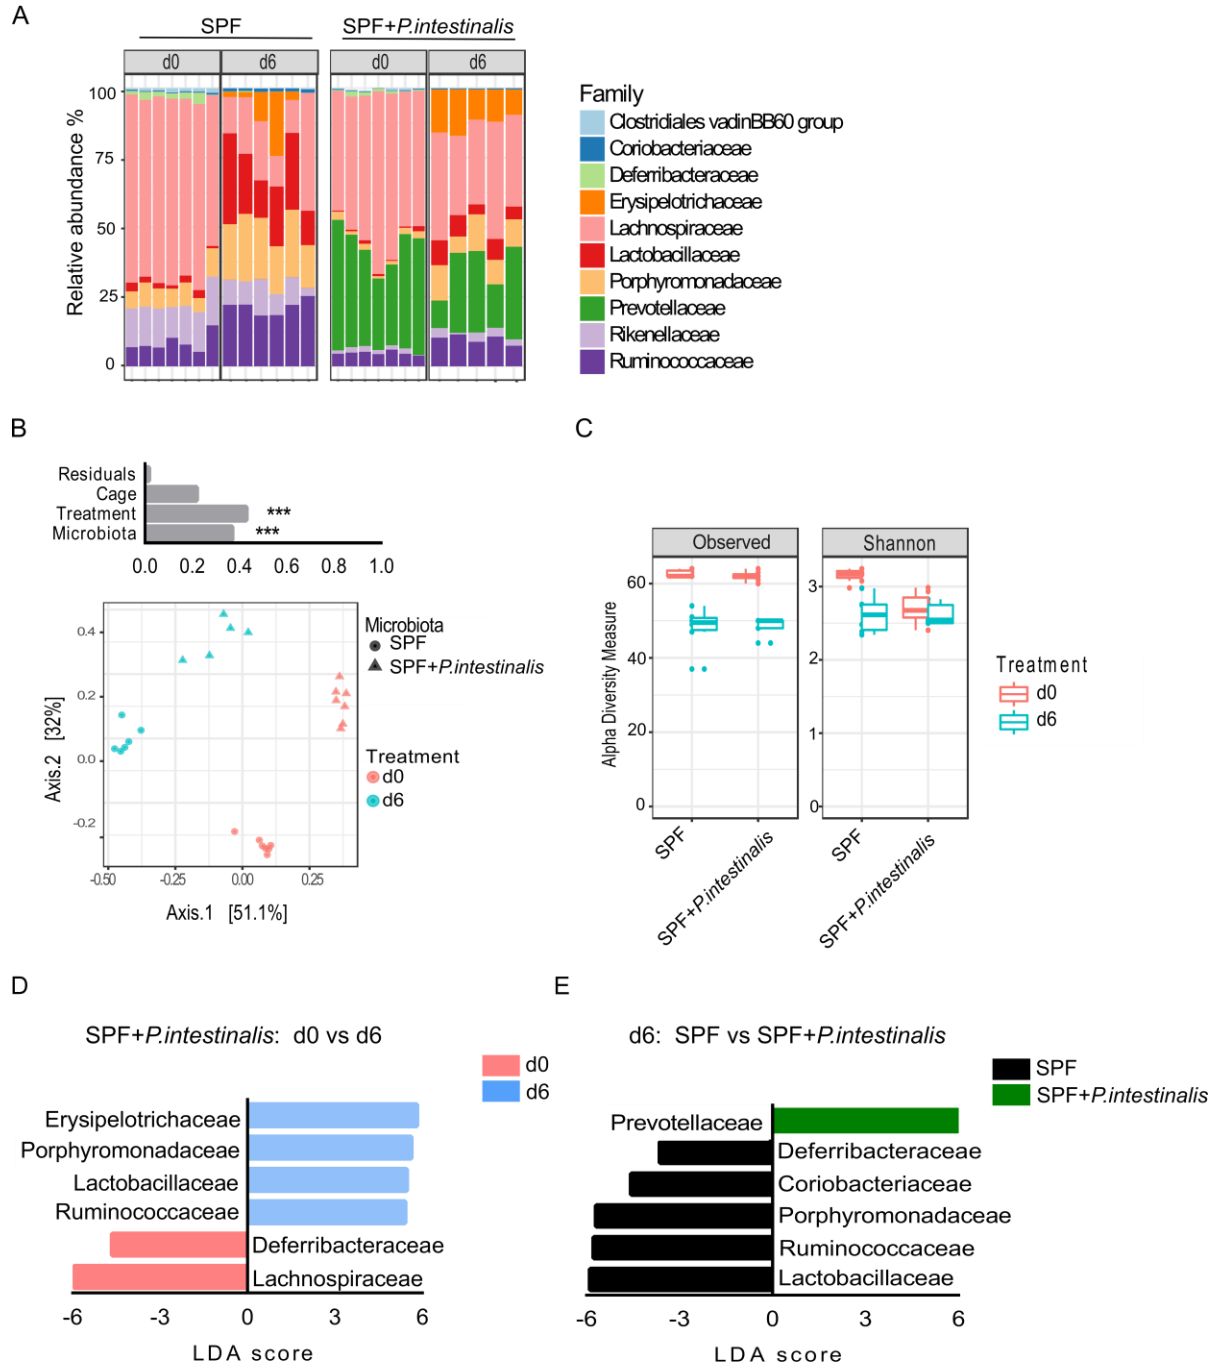 A
SPF
SPF+P.intestinalis
d0
d6
d0
d6
Relative abundance %
100
75
50
25
0
Family
Clostridiales vadinBB60 group
Coriobacteriaceae
Deferribacteraceae
Erysipelotrichaceae
Lachnospiraceae
Lactobacillaceae
Porphyromonadaceae
Prevotellaceae
Rikenellaceae
Ruminococcaceae
B
Residuals
Cage
Treatment
***
Microbiota
***
0.0 0.2 0.4 0.6 0.8 1.0
Axis.2 [32%]
0.4
0.2
0.0
-0.2
-0.50 -0.25 0.00 0.25
Axis.1 [51.1%]
Microbiota
SPF
SPF+P.intestinalis
Treatment
d0
d6
C
Observed
Shannon
Alpha Diversity Measure
60
40
20
0
3
2
1
0
SPF
SPF+P.intestinalis
SPF
SPF+P.intestinalis
Treatment
d0
d6
D
SPF+P.intestinalis: d0 vs d6
d0
d6
Erysipelotrichaceae
Porphyromonadaceae
Lactobacillaceae
Ruminococcaceae
Deferribacteraceae
Lachnospiraceae
-6 -3 0 3 6
LDA score
E
d6: SPF vs SPF+P.intestinalis
SPF
SPF+P.intestinalis
Prevotellaceae
Deferribacteraceae
Coriobacteriaceae
Porphyromonadaceae
Ruminococcaceae
Lactobacillaceae
-6 -3 0 3 6
LDA score